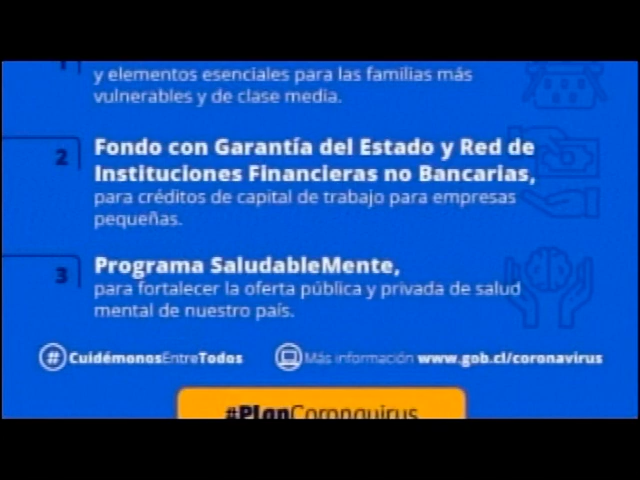 1
y elementos esenciales para las familias más
vulnerables y de clase media.
2
Fondo con Garantía del Estado y Red de
Instituciones Financieras no Bancarias,
para créditos de capital de trabajo para empresas
pequeñas.
3
Programa SaludableMente,
para fortalecer la oferta pública y privada de salud
mental de nuestro país.
#CuidémonosEntreTodos
Más información www.gob.cl/coronavirus
#PlanCoronavirus